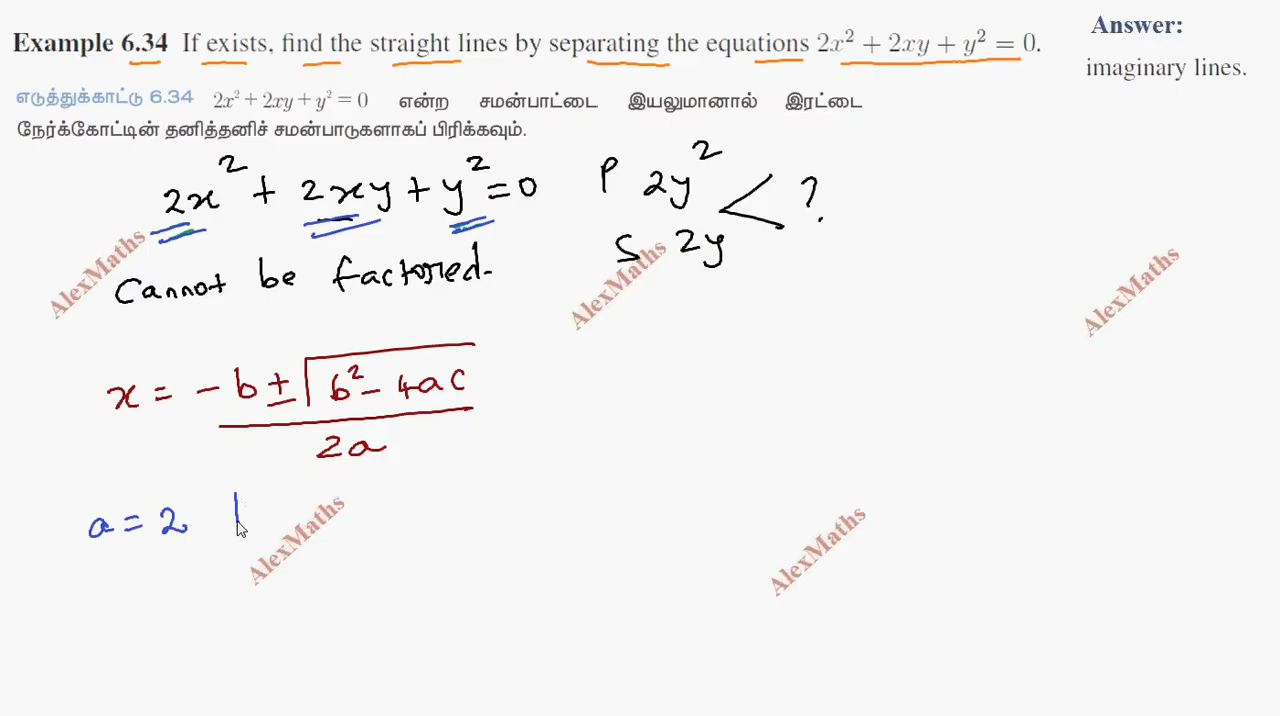 Example 6.34 If exists, find the straight lines by separating the equations 2x² + 2xy + y² = 0.
Answer:
imaginary lines.
எடுத்துக்காட்டு 6.34 2x² + 2xy + y² = 0 என்ற சமன்பாட்டை இயலுமானால் இரட்டை
நேர்க்கோட்டின் தனித்தனிச் சமன்பாடுகளாகப் பிரிக்கவும்.
2x² + 2xy + y² = 0
P 2y²
S 2y
?
Cannot be factored.
x = -b ± √b² - 4ac
2a
a = 2
AlexMaths
AlexMaths
AlexMaths
AlexMaths
AlexMaths